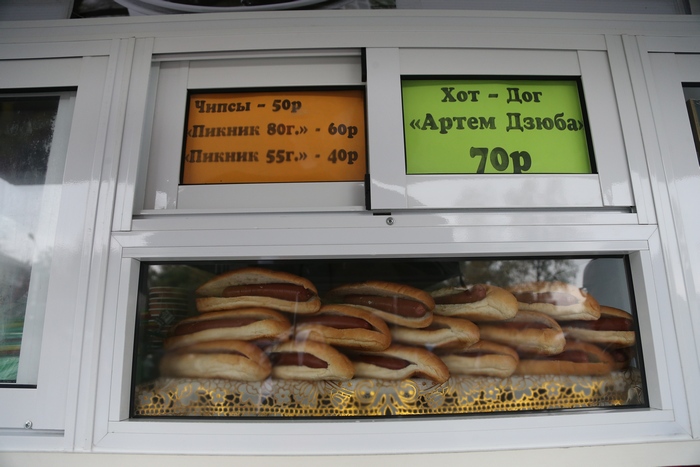 Чипсы - 50р
«Пикник 80г.» - 60р
«Пикник 55г.» - 40р
Хот - Дог
«Артем Дзюба»
70р